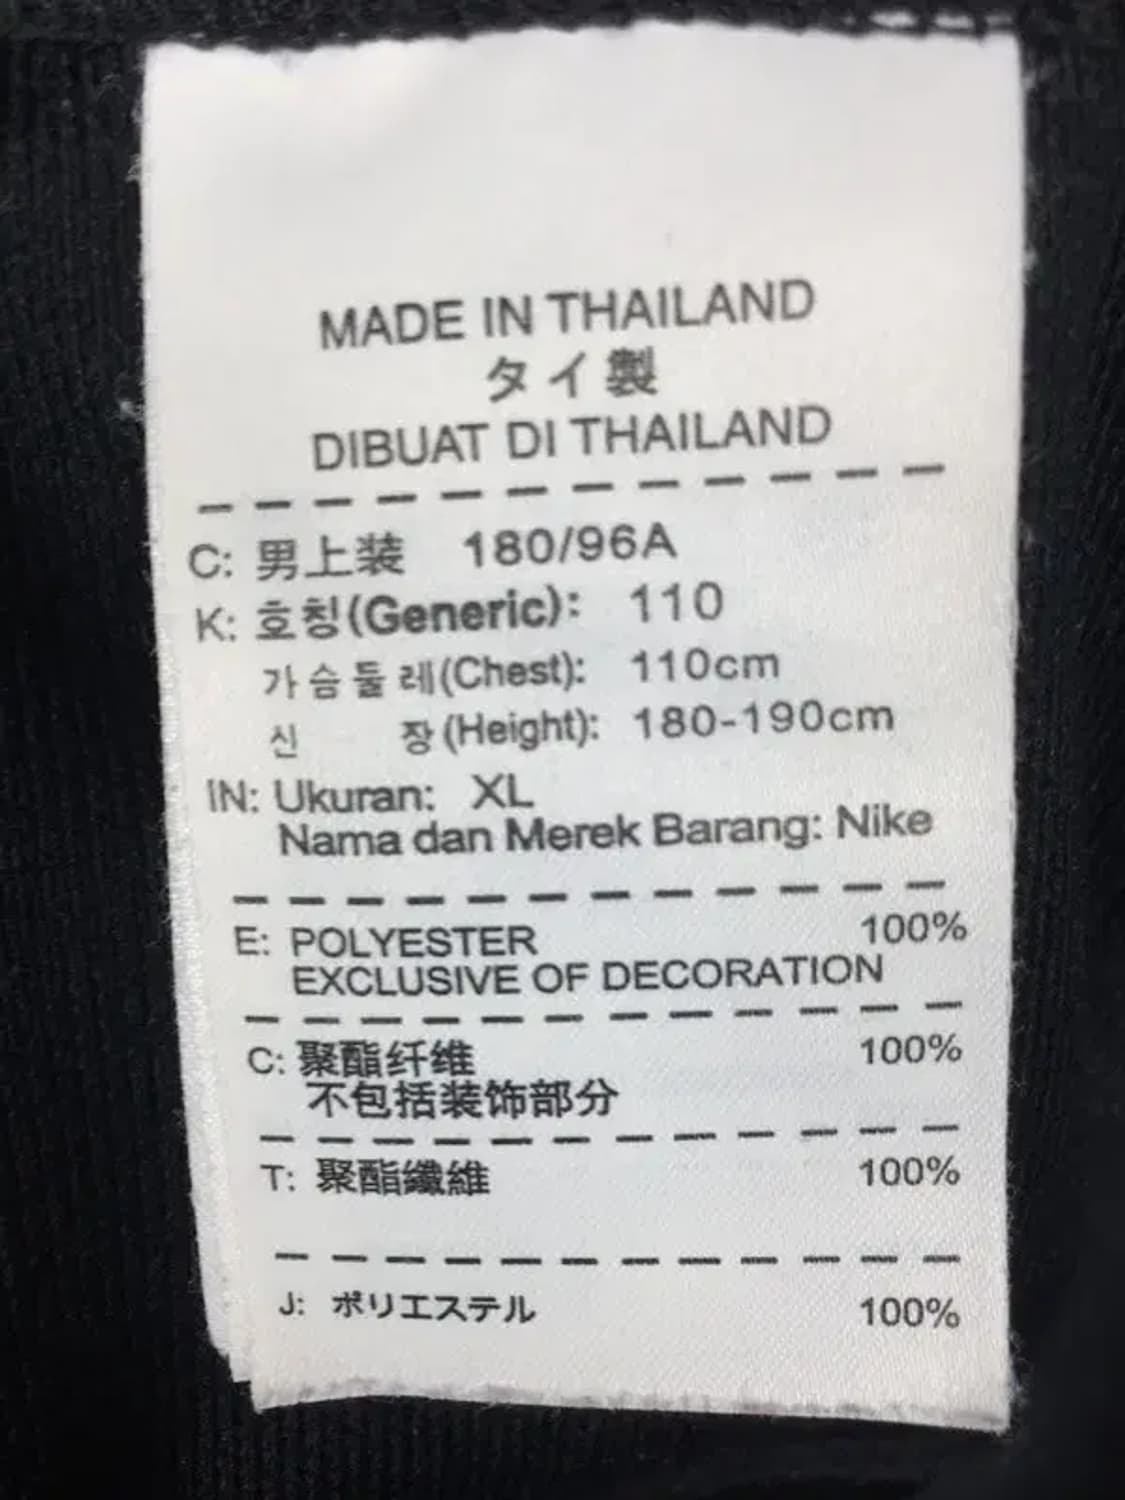 MADE IN THAILAND
タイ製
DIBUAT DI THAILAND
C: 男上装 180/96A
K: 호칭(Generic): 110
가슴둘레(Chest): 110cm
신 장(Height): 180-190cm
IN: Ukuran: XL
Nama dan Merek Barang: Nike
E: POLYESTER 100%
EXCLUSIVE OF DECORATION
C: 聚酯纤维 100%
不包括装饰部分
T: 聚酯纖維 100%
J: ポリエステル 100%